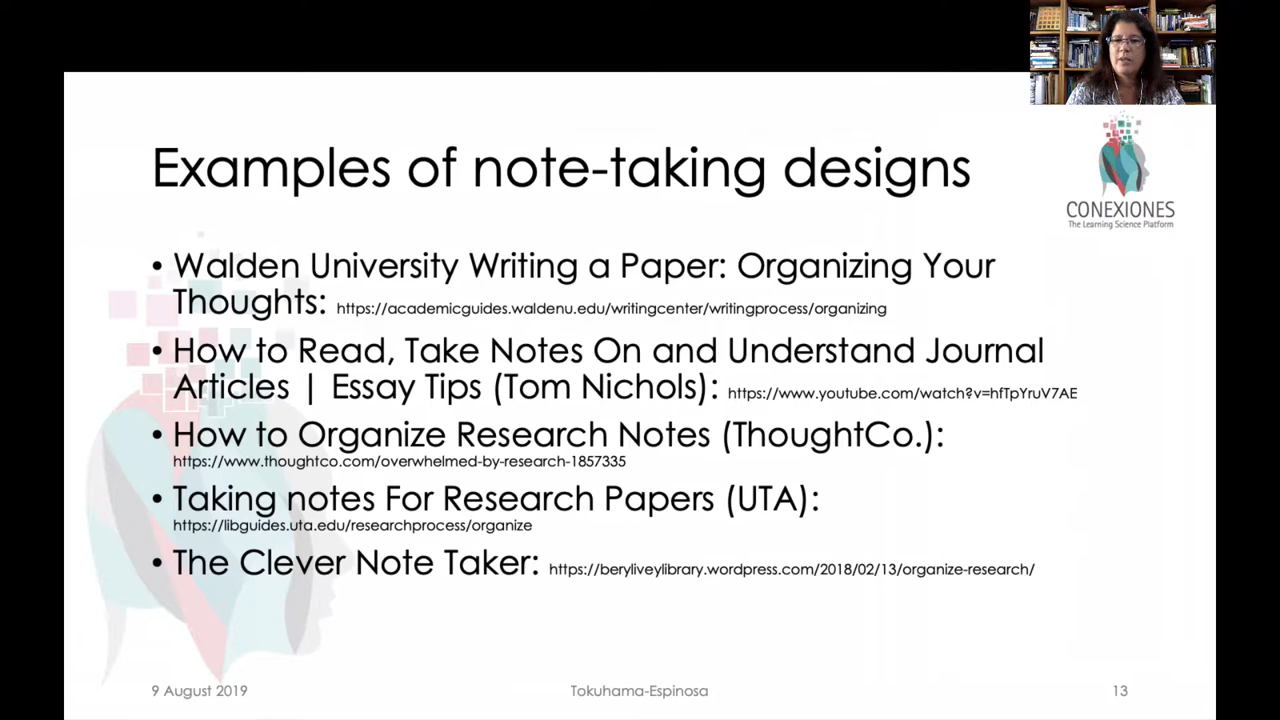 Examples of note-taking designs
CONEXIONES
The Learning Science Platform
• Walden University Writing a Paper: Organizing Your
Thoughts: https://academicguides.waldenu.edu/writingcenter/writingprocess/organizing
• How to Read, Take Notes On and Understand Journal
Articles | Essay Tips (Tom Nichols): https://www.youtube.com/watch?v=hfTpYruV7AE
• How to Organize Research Notes (ThoughtCo.):
https://www.thoughtco.com/overwhelmed-by-research-1857335
• Taking notes For Research Papers (UTA):
https://libguides.uta.edu/researchprocess/organize
• The Clever Note Taker: https://beryliveylibrary.wordpress.com/2018/02/13/organize-research/
9 August 2019
Tokuhama-Espinosa
13